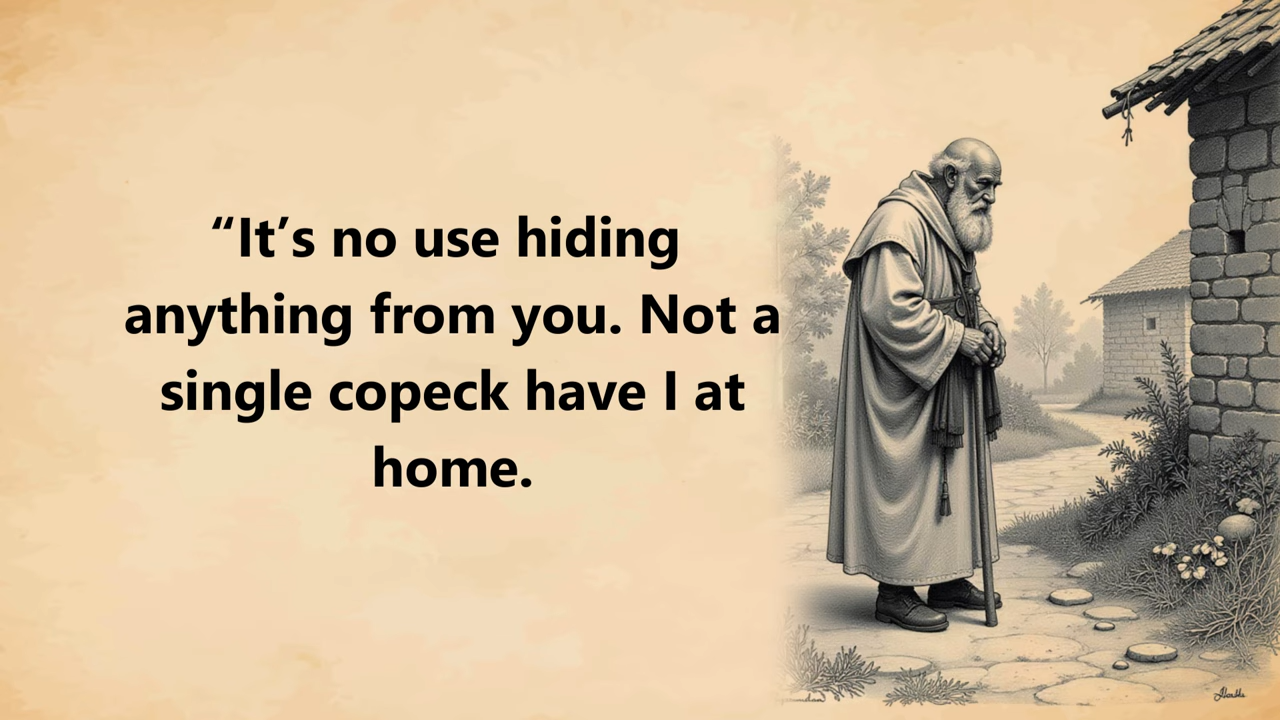 “It’s no use hiding
anything from you. Not a
single copeck have I at
home.